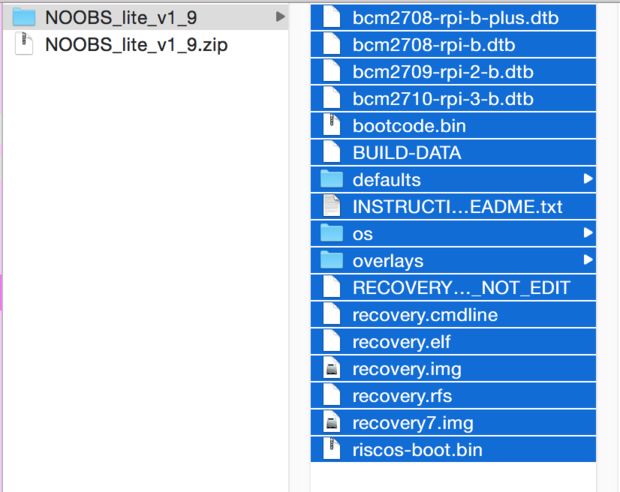 NOOBS_lite_v1_9
NOOBS_lite_v1_9.zip
bcm2708-rpi-b-plus.dtb
bcm2708-rpi-b.dtb
bcm2709-rpi-2-b.dtb
bcm2710-rpi-3-b.dtb
bootcode.bin
BUILD-DATA
defaults
INSTRUCTI...EADME.txt
os
overlays
RECOVERY..._NOT_EDIT
recovery.cmdline
recovery.elf
recovery.img
recovery.rfs
recovery7.img
riscos-boot.bin